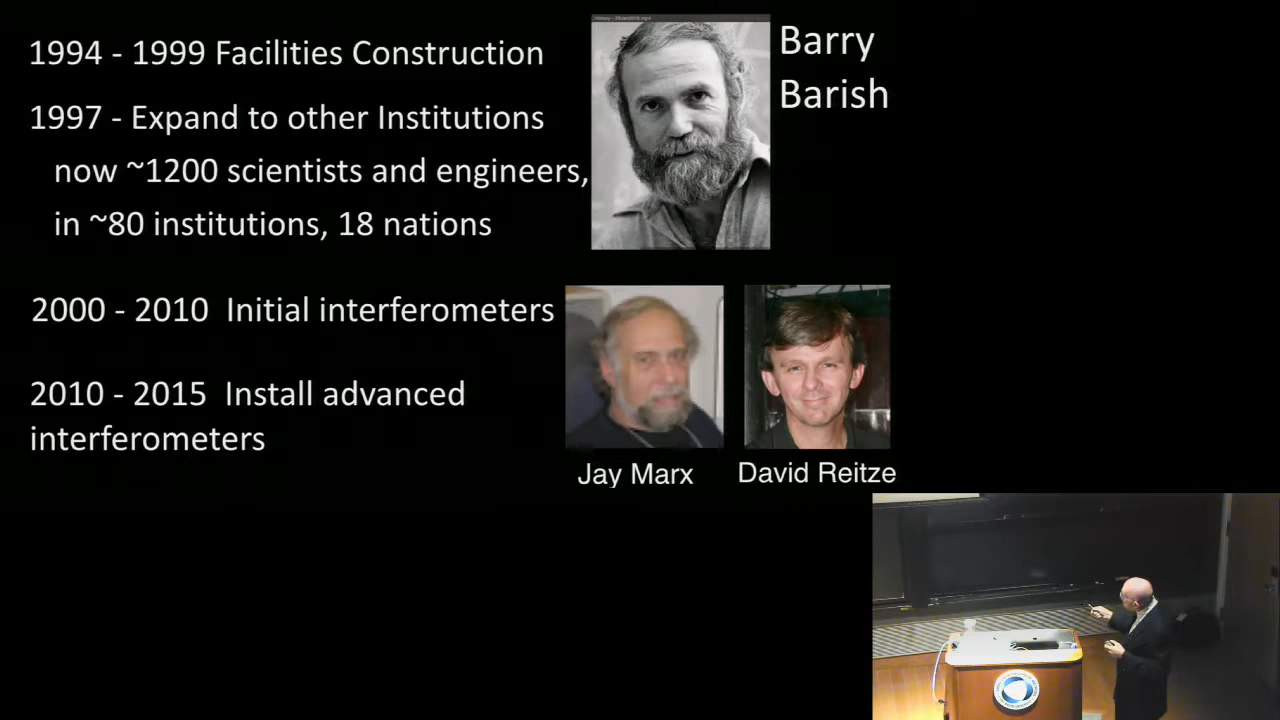 1994 - 1999 Facilities Construction
Barry
Barish
1997 - Expand to other Institutions
now ~1200 scientists and engineers,
in ~80 institutions, 18 nations
2000 - 2010 Initial interferometers
2010 - 2015 Install advanced
interferometers
Jay Marx
David Reitze